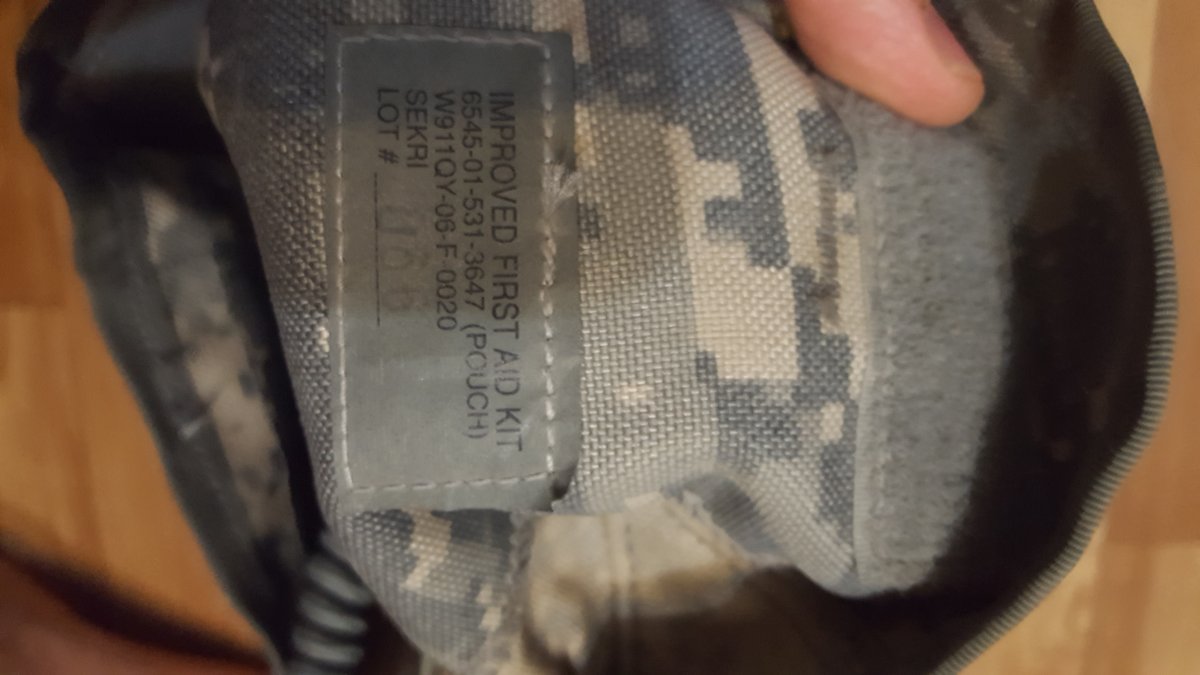 IMPROVED FIRST AID KIT
6545-01-531-3647 (POUCH)
W911QY-06-F-0020
SEKRI
LOT #